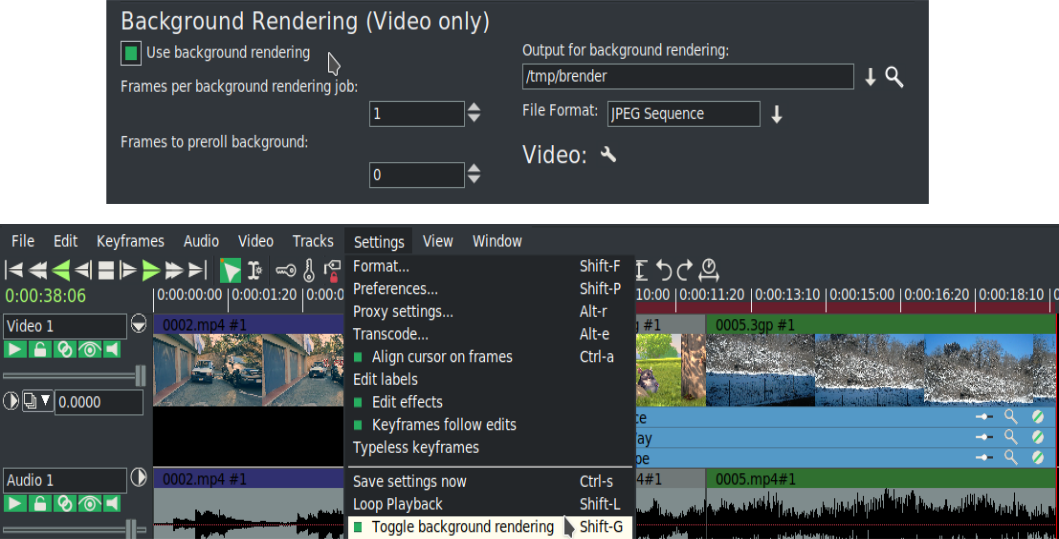 Background Rendering (Video only)
Use background rendering
Output for background rendering:
/tmp/brender
Frames per background rendering job:
1
File Format: JPEG Sequence
Frames to preroll background:
0
Video:
File Edit Keyframes Audio Video Tracks Settings View Window
Format... Shift-F
Preferences... Shift-P
Proxy settings... Alt-r
Transcode... Alt-e
Align cursor on frames Ctrl-a
Edit labels
Edit effects
Keyframes follow edits
Typeless keyframes
Save settings now Ctrl-s
Loop Playback Shift-L
Toggle background rendering Shift-G
0:00:38:06
0:00:00:00 0:00:01:20 0:00:0 10:00 0:00:11:20 0:00:13:10 0:00:15:00 0:00:16:20 0:00:18:10 0
Video 1
0002.mp4 #1 #1 0005.3gp #1
0.0000
ce
ay
pe
Audio 1
0002.mp4 #1 4#1 0005.mp4#1